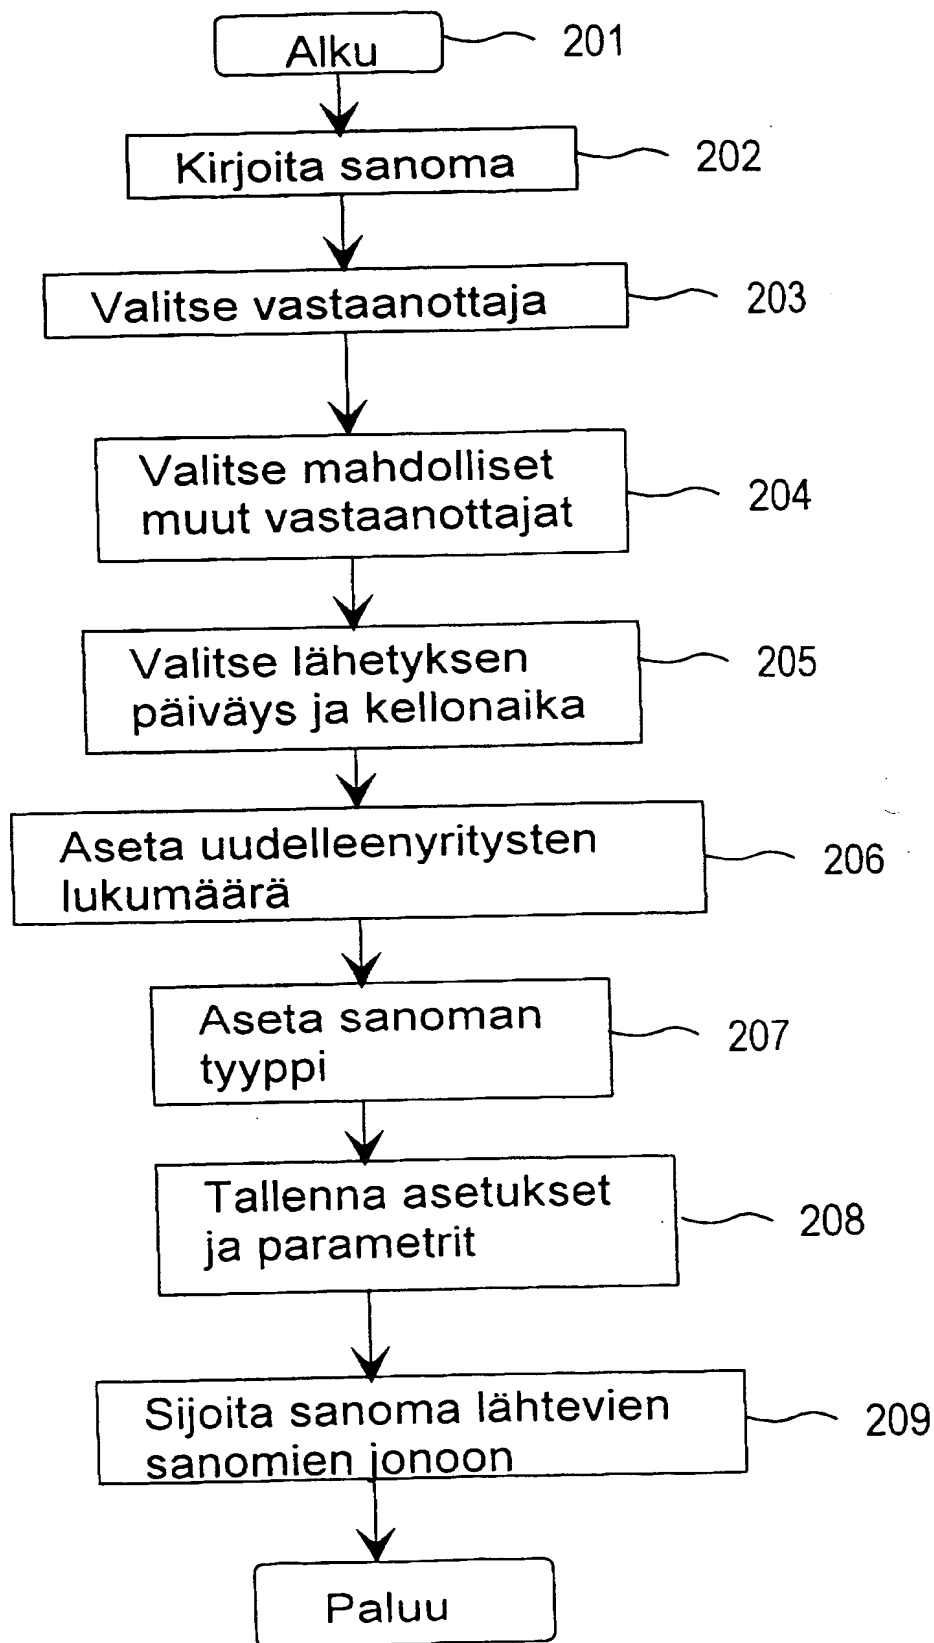 Alku
201
Kirjoita sanoma
202
Valitse vastaanottaja
203
Valitse mahdolliset
muut vastaanottajat
204
Valitse lähetyksen
päiväys ja kellonaika
205
Aseta uudelleenyritysten
lukumäärä
206
Aseta sanoman
tyyppi
207
Tallenna asetukset
ja parametrit
208
Sijoita sanoma lähtevien
sanomien jonoon
209
Paluu